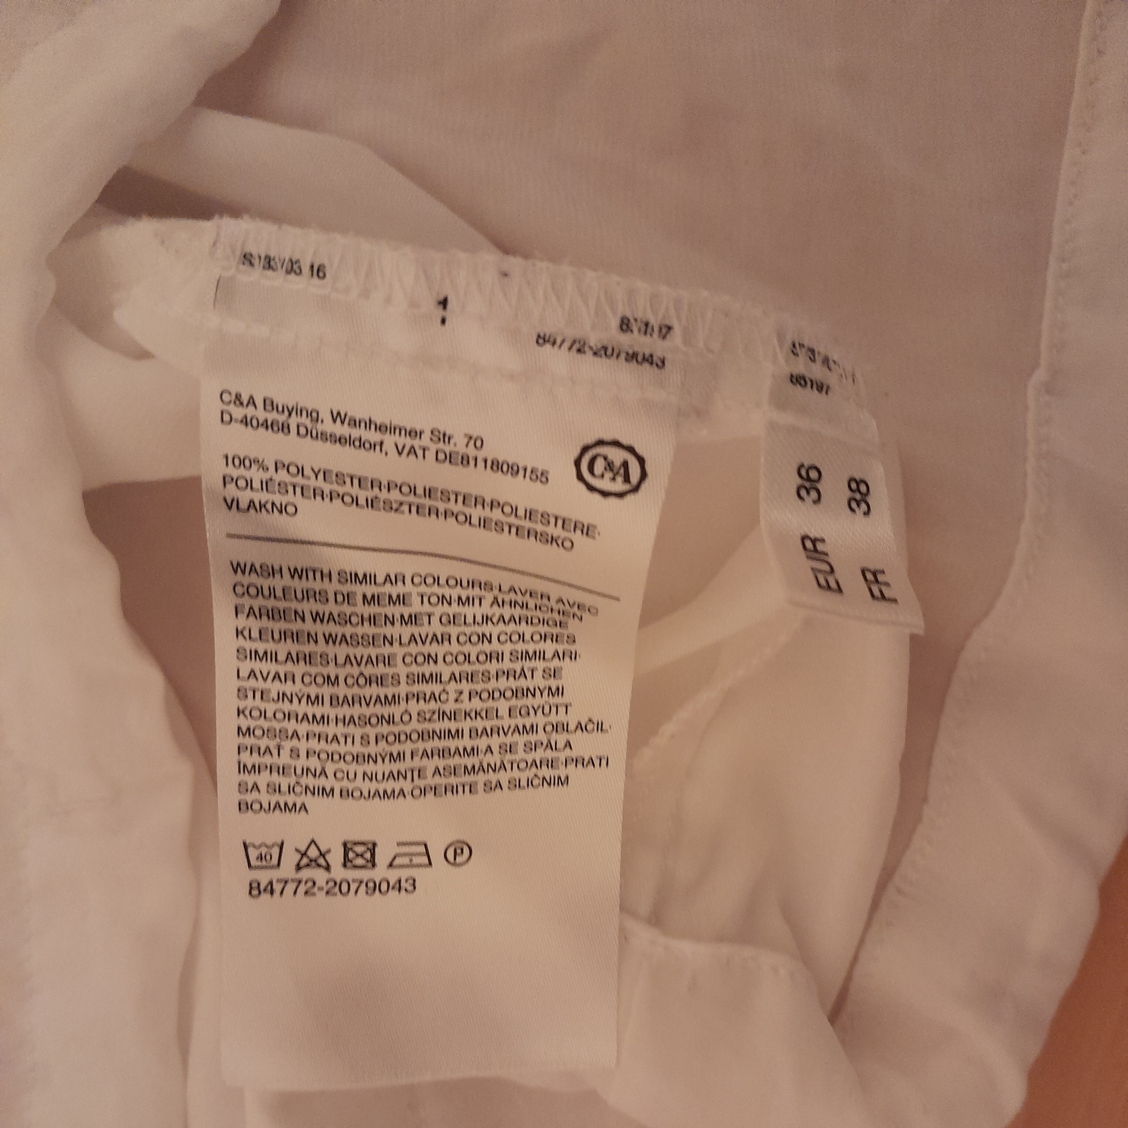 84772-2079043
C&A Buying, Wanheimer Str. 70
D-40468 Düsseldorf, VAT DE811809155
C&A
100% POLYESTER·POLIESTER·POLIESTERE·
POLIÉSTER·POLIÉSZTER·POLIESTERSKO
VLAKNO
WASH WITH SIMILAR COLOURS·LAVER AVEC
COULEURS DE MEME TON·MIT ÄHNLICHEN
FARBEN WASCHEN·MET GELIJKAARDIGE
KLEUREN WASSEN·LAVAR CON COLORES
SIMILARES·LAVARE CON COLORI SIMILARI·
LAVAR COM CÔRES SIMILARES·PRÁT SE
STEJNÝMI BARVAMI·PRAĆ Z PODOBNYMI
KOLORAMI·HASONLÓ SZÍNEKKEL EGYÜTT
MOSSA·PRATI S PODOBNIMI BARVAMI OBLAČIL·
PRAŤ S PODOBNÝMI FARBAMI·A SE SPĂLA
ÎMPREUNĂ CU NUANŢE ASEMĂNĂTOARE·PRATI
SA SLIČNIM BOJAMA·OPERITE SA SLIČNIM
BOJAMA
40
P
84772-2079043
EUR 36
FR 38